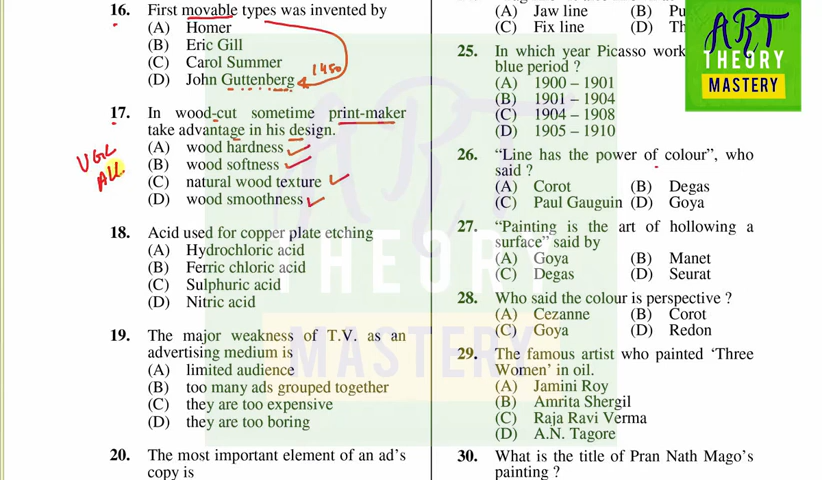 16. First movable types was invented by
(A) Homer
(B) Eric Gill
(C) Carol Summer
(D) John Guttenberg
1450
17. In wood-cut sometime print-maker
take advantage in his design.
(A) wood hardness
(B) wood softness
(C) natural wood texture
(D) wood smoothness
UGC
ALL
18. Acid used for copper plate etching
(A) Hydrochloric acid
(B) Ferric chloric acid
(C) Sulphuric acid
(D) Nitric acid
19. The major weakness of T.V. as an
advertising medium is
(A) limited audience
(B) too many ads grouped together
(C) they are too expensive
(D) they are too boring
20. The most important element of an ad's
copy is
(A) Jaw line (B)
(C) Fix line (D)
25. In which year Picasso
blue period ?
(A) 1900 – 1901
(B) 1901 – 1904
(C) 1904 – 1908
(D) 1905 – 1910
26. "Line has the power of colour", who
said ?
(A) Corot (B) Degas
(C) Paul Gauguin (D) Goya
27. "Painting is the art of hollowing a
surface" said by
(A) Goya (B) Manet
(C) Degas (D) Seurat
28. Who said the colour is perspective ?
(A) Cezanne (B) Corot
(C) Goya (D) Redon
29. The famous artist who painted 'Three
Women' in oil.
(A) Jamini Roy
(B) Amrita Shergil
(C) Raja Ravi Verma
(D) A.N. Tagore
30. What is the title of Pran Nath Mago's
painting ?
ART
THEORY
MASTERY
ART
THEORY
MASTERY